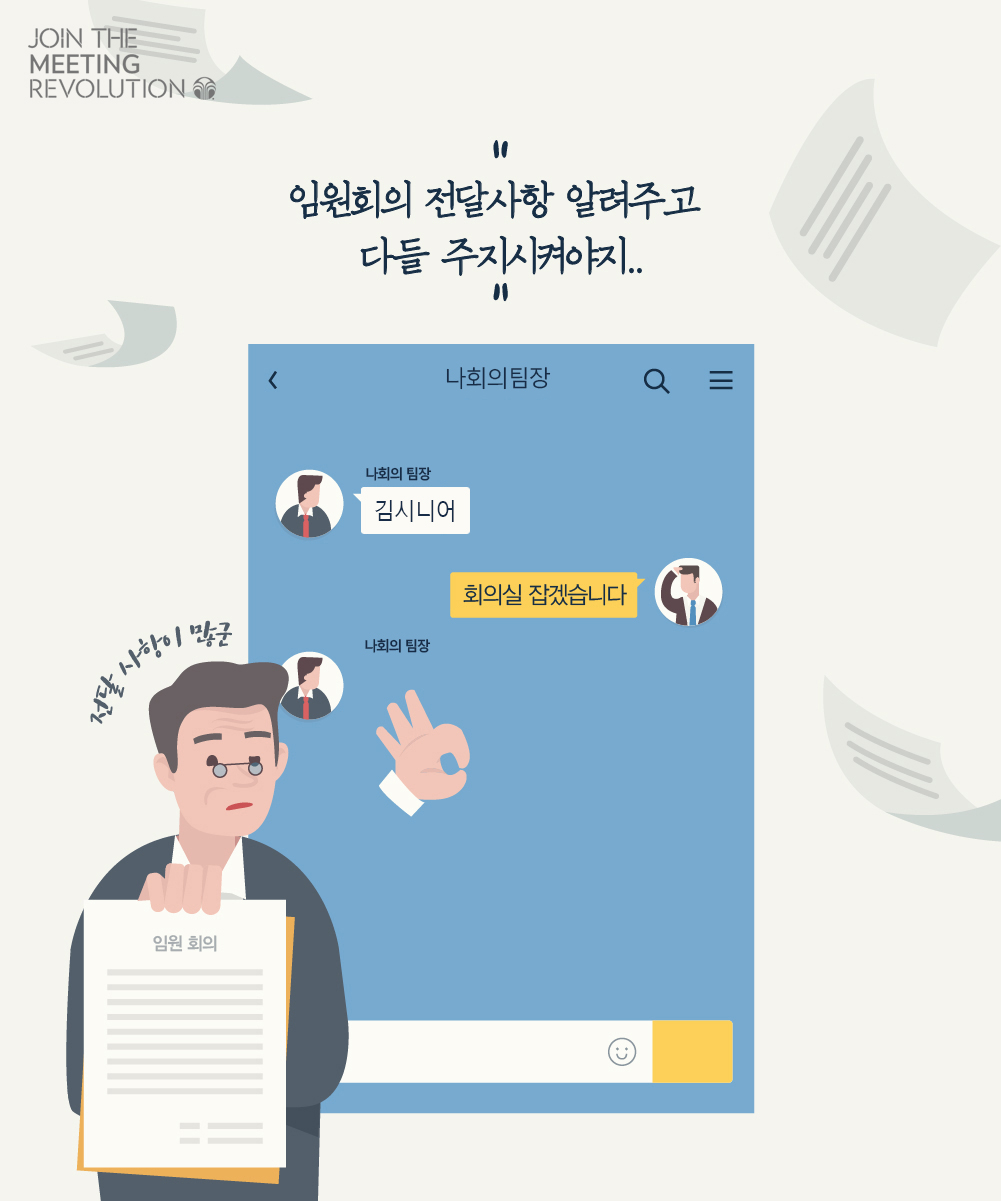 JOIN THE
MEETING
REVOLUTION
"
임원회의 전달사항 알려주고
다들 주지시켜야지..
"
나회의팀장
나회의 팀장
김시니어
회의실 잡겠습니다
나회의 팀장
전달 사항이 많군
임원 회의